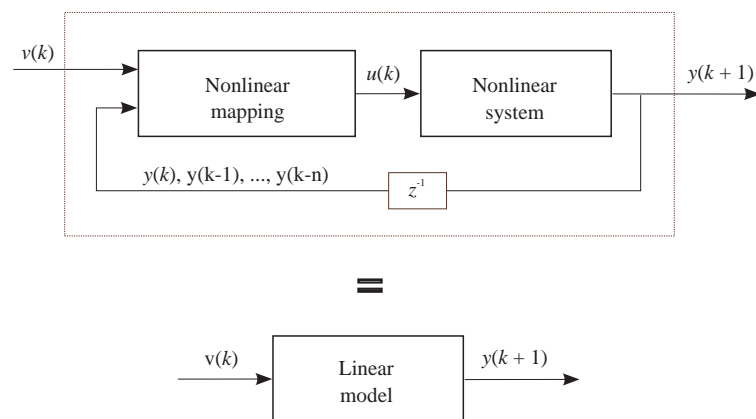 v(k)
Nonlinear
mapping
u(k)
Nonlinear
system
y(k + 1)
y(k), y(k-1), ..., y(k-n)
z⁻¹
=
v(k)
Linear
model
y(k + 1)